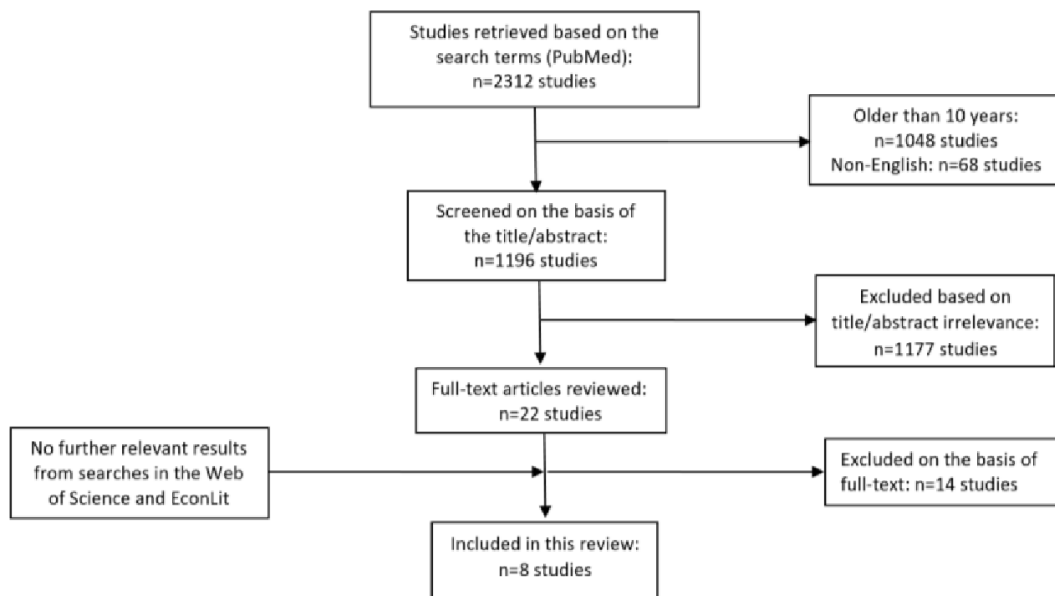 Studies retrieved based on the
search terms (PubMed):
n=2312 studies
Older than 10 years:
n=1048 studies
Non-English: n=68 studies
Screened on the basis of
the title/abstract:
n=1196 studies
Excluded based on
title/abstract irrelevance:
n=1177 studies
Full-text articles reviewed:
n=22 studies
No further relevant results
from searches in the Web
of Science and EconLit
Excluded on the basis of
full-text: n=14 studies
Included in this review:
n=8 studies